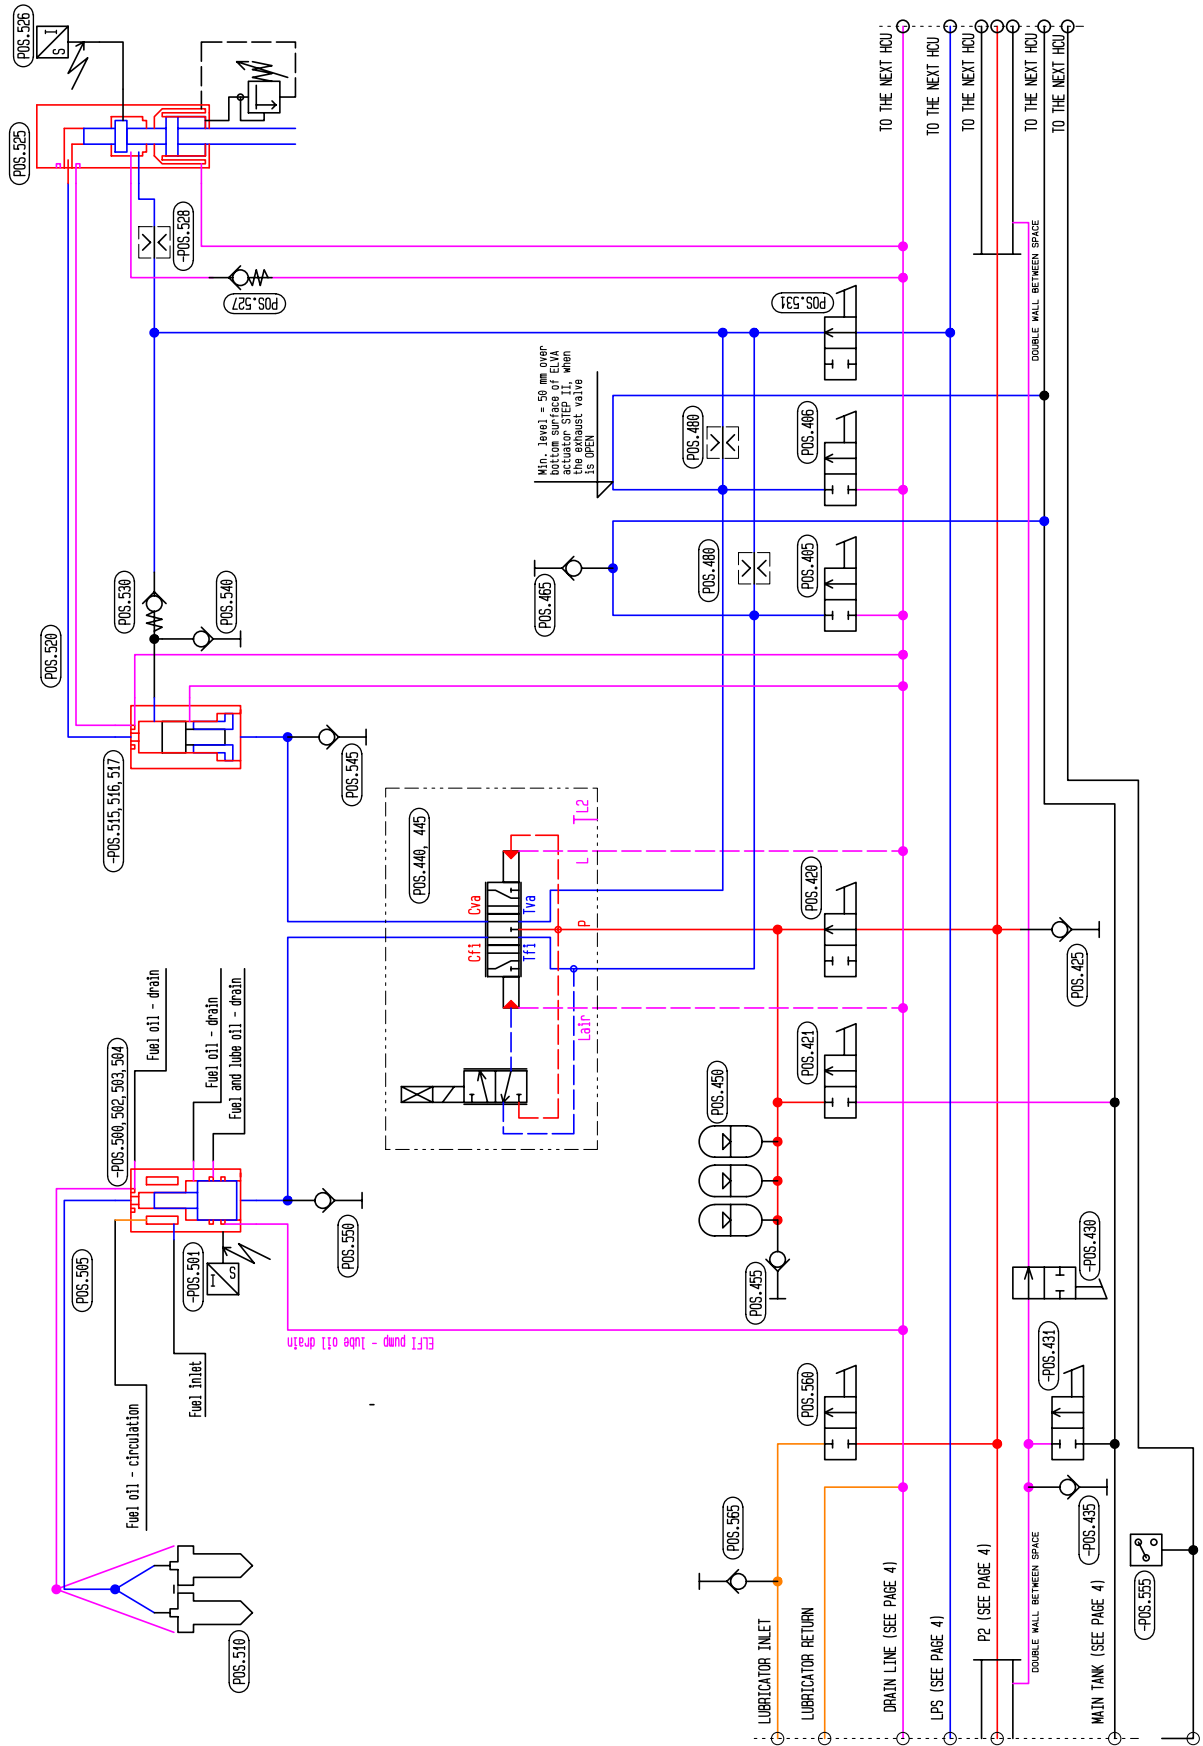 POS.526
I
S
POS.525
-POS.528
POS.527
POS.531
Min. level = 50 mm over
bottom surface of ELVA
actuator STEP II, when
the exhaust valve
is OPEN
POS.480
POS.406
POS.480
POS.405
POS.465
POS.530
POS.540
POS.520
-POS.515,516,517
POS.545
POS.440, 445
Cva
Cfi
Tva
Tfi
P
L
L2
Lair
POS.420
POS.421
POS.425
POS.450
POS.455
Fuel oil - drain
Fuel oil - drain
Fuel and lube oil - drain
-POS.500,502,503,504
POS.505
-POS.501
I
S
POS.550
ELFI pump - lube oil drain
Fuel inlet
Fuel oil - circulation
POS.510
POS.560
POS.565
-POS.430
-POS.431
-POS.435
-POS.555
TO THE NEXT HCU
TO THE NEXT HCU
TO THE NEXT HCU
TO THE NEXT HCU
TO THE NEXT HCU
DOUBLE WALL BETWEEN SPACE
LUBRICATOR INLET
LUBRICATOR RETURN
DRAIN LINE (SEE PAGE 4)
LPS (SEE PAGE 4)
P2 (SEE PAGE 4)
DOUBLE WALL BETWEEN SPACE
MAIN TANK (SEE PAGE 4)